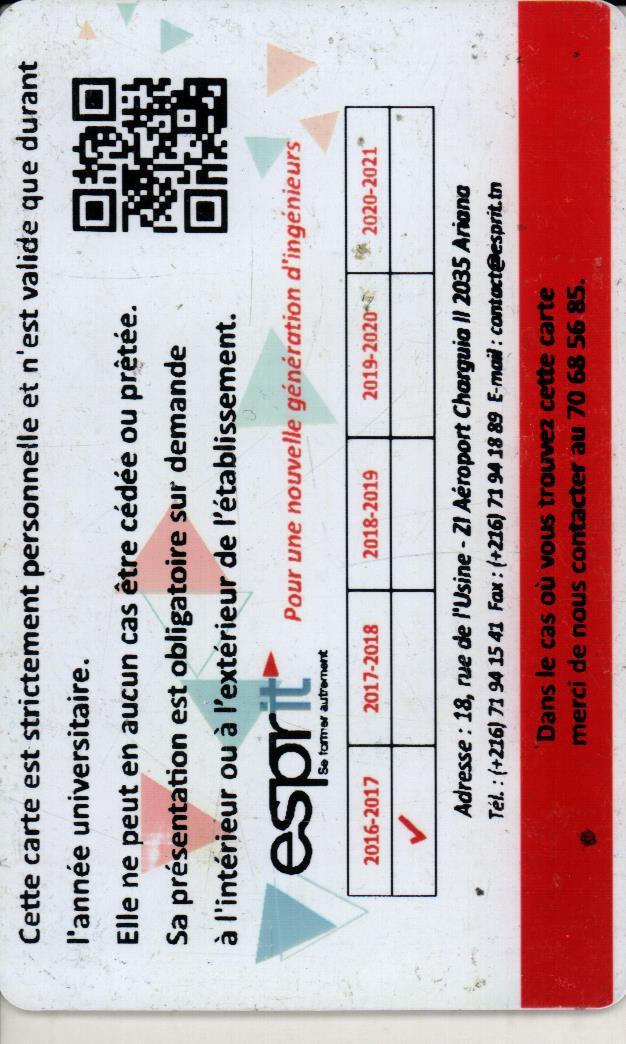 Cette carte est strictement personnelle et n'est valide que durant
l'année universitaire.
Elle ne peut en aucun cas être cédée ou prêtée.
Sa présentation est obligatoire sur demande
à l'intérieur ou à l'extérieur de l'établissement.
esprit
Se former autrement
Pour une nouvelle génération d'ingénieurs
2016-2017 2017-2018 2018-2019 2019-2020 2020-2021
Adresse : 18, rue de l'Usine - ZI Aéroport Charguia II 2035 Ariana
Tél. : (+216) 71 94 15 41 Fax : (+216) 71 94 18 89 E-mail : contact@esprit.tn
Dans le cas où vous trouvez cette carte
merci de nous contacter au 70 68 56 85.